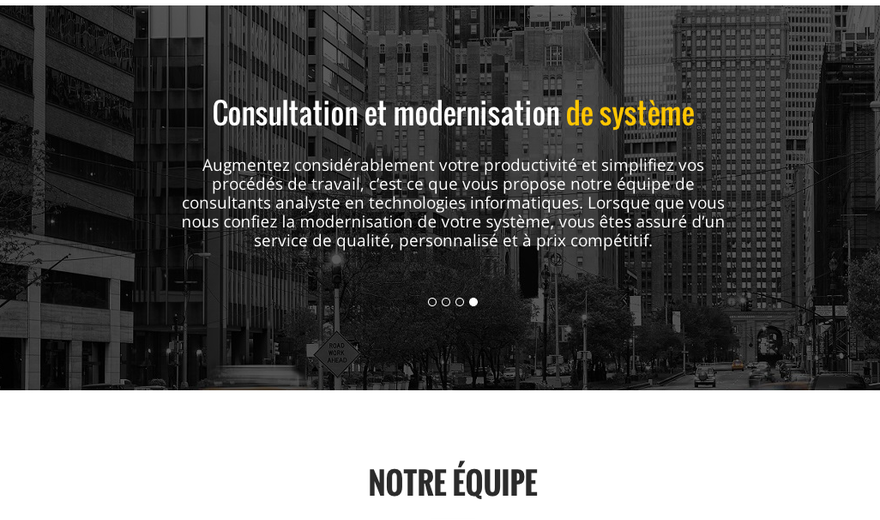 Consultation et modernisation de système
Augmentez considérablement votre productivité et simplifiez vos
procédés de travail, c'est ce que vous propose notre équipe de
consultants analyste en technologies informatiques. Lorsque que vous
nous confiez la modernisation de votre système, vous êtes assuré d’un
service de qualité, personnalisé et à prix compétitif.
ROAD
WORK
AHEAD
NOTRE ÉQUIPE